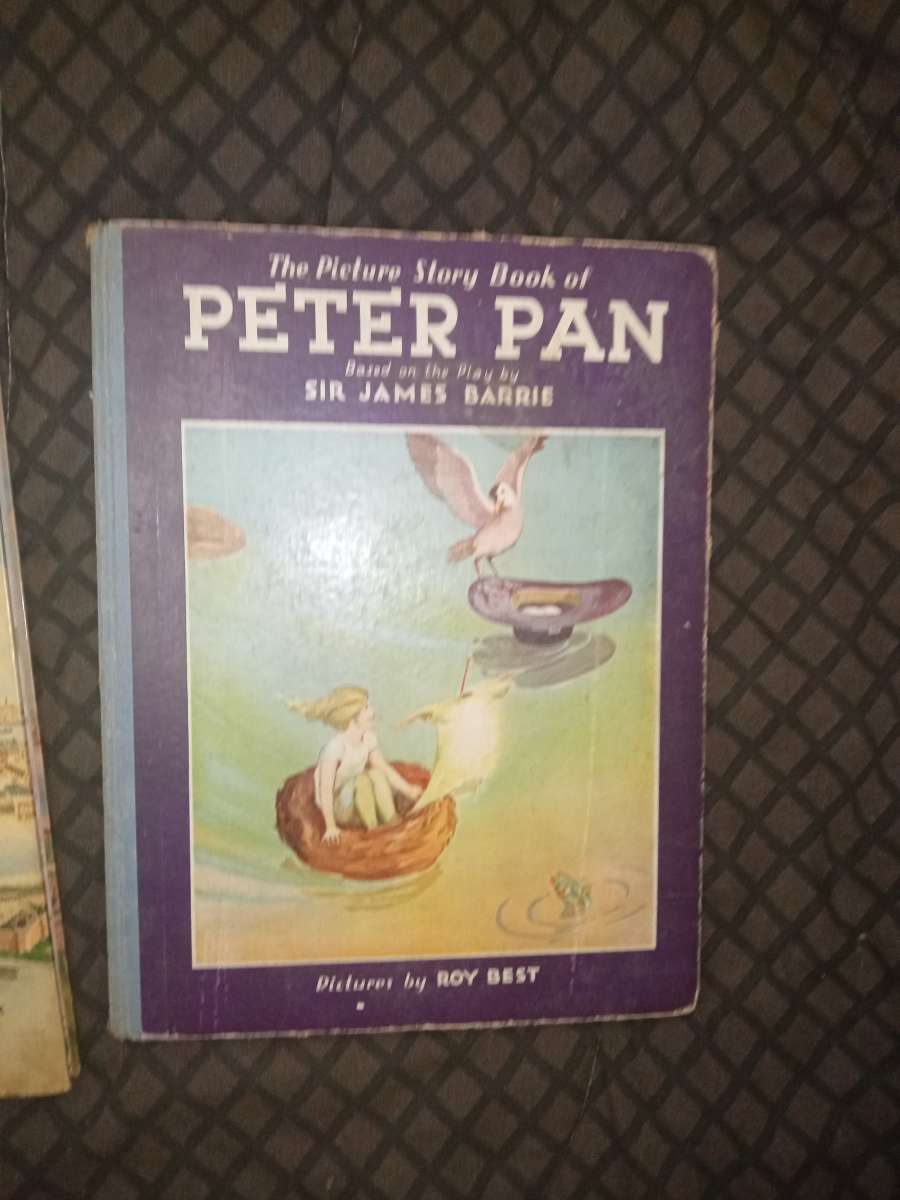 The Picture Story Book of
PETER PAN
Based on the Play by
SIR JAMES BARRIE
Pictures by ROY BEST